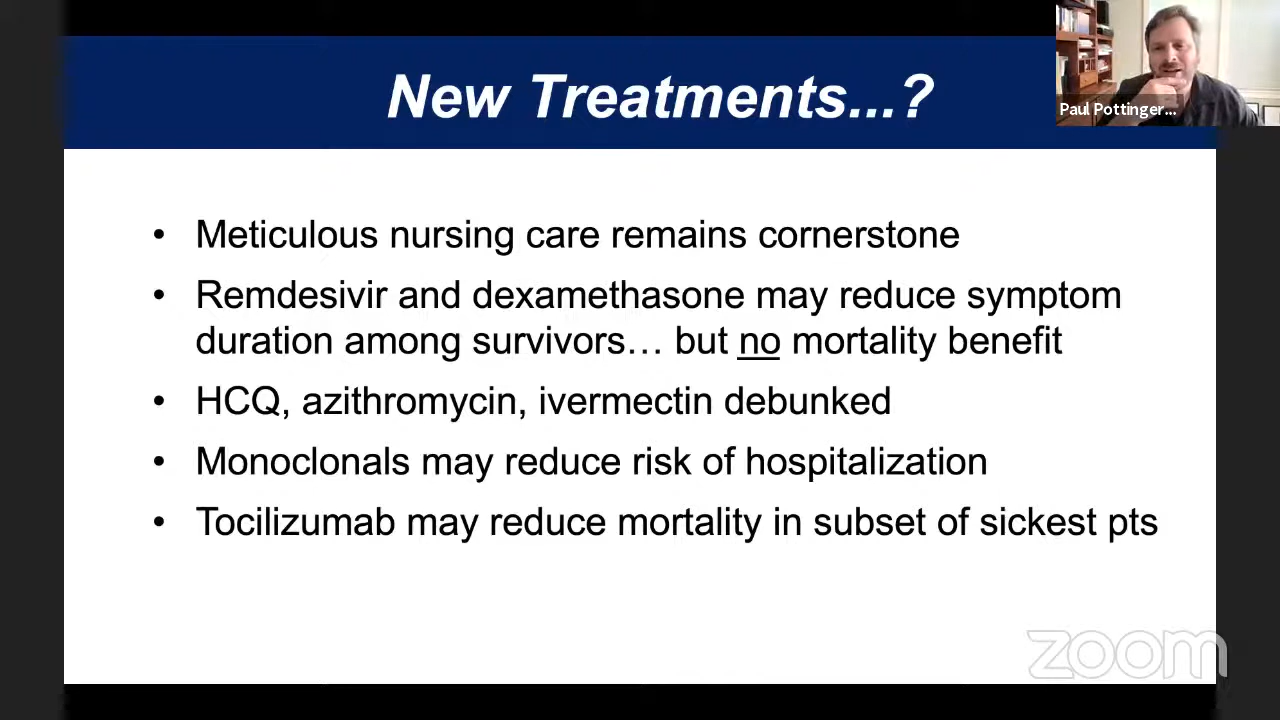 New Treatments...?
Paul Pottinger...
• Meticulous nursing care remains cornerstone
• Remdesivir and dexamethasone may reduce symptom
duration among survivors… but no mortality benefit
• HCQ, azithromycin, ivermectin debunked
• Monoclonals may reduce risk of hospitalization
• Tocilizumab may reduce mortality in subset of sickest pts
zoom